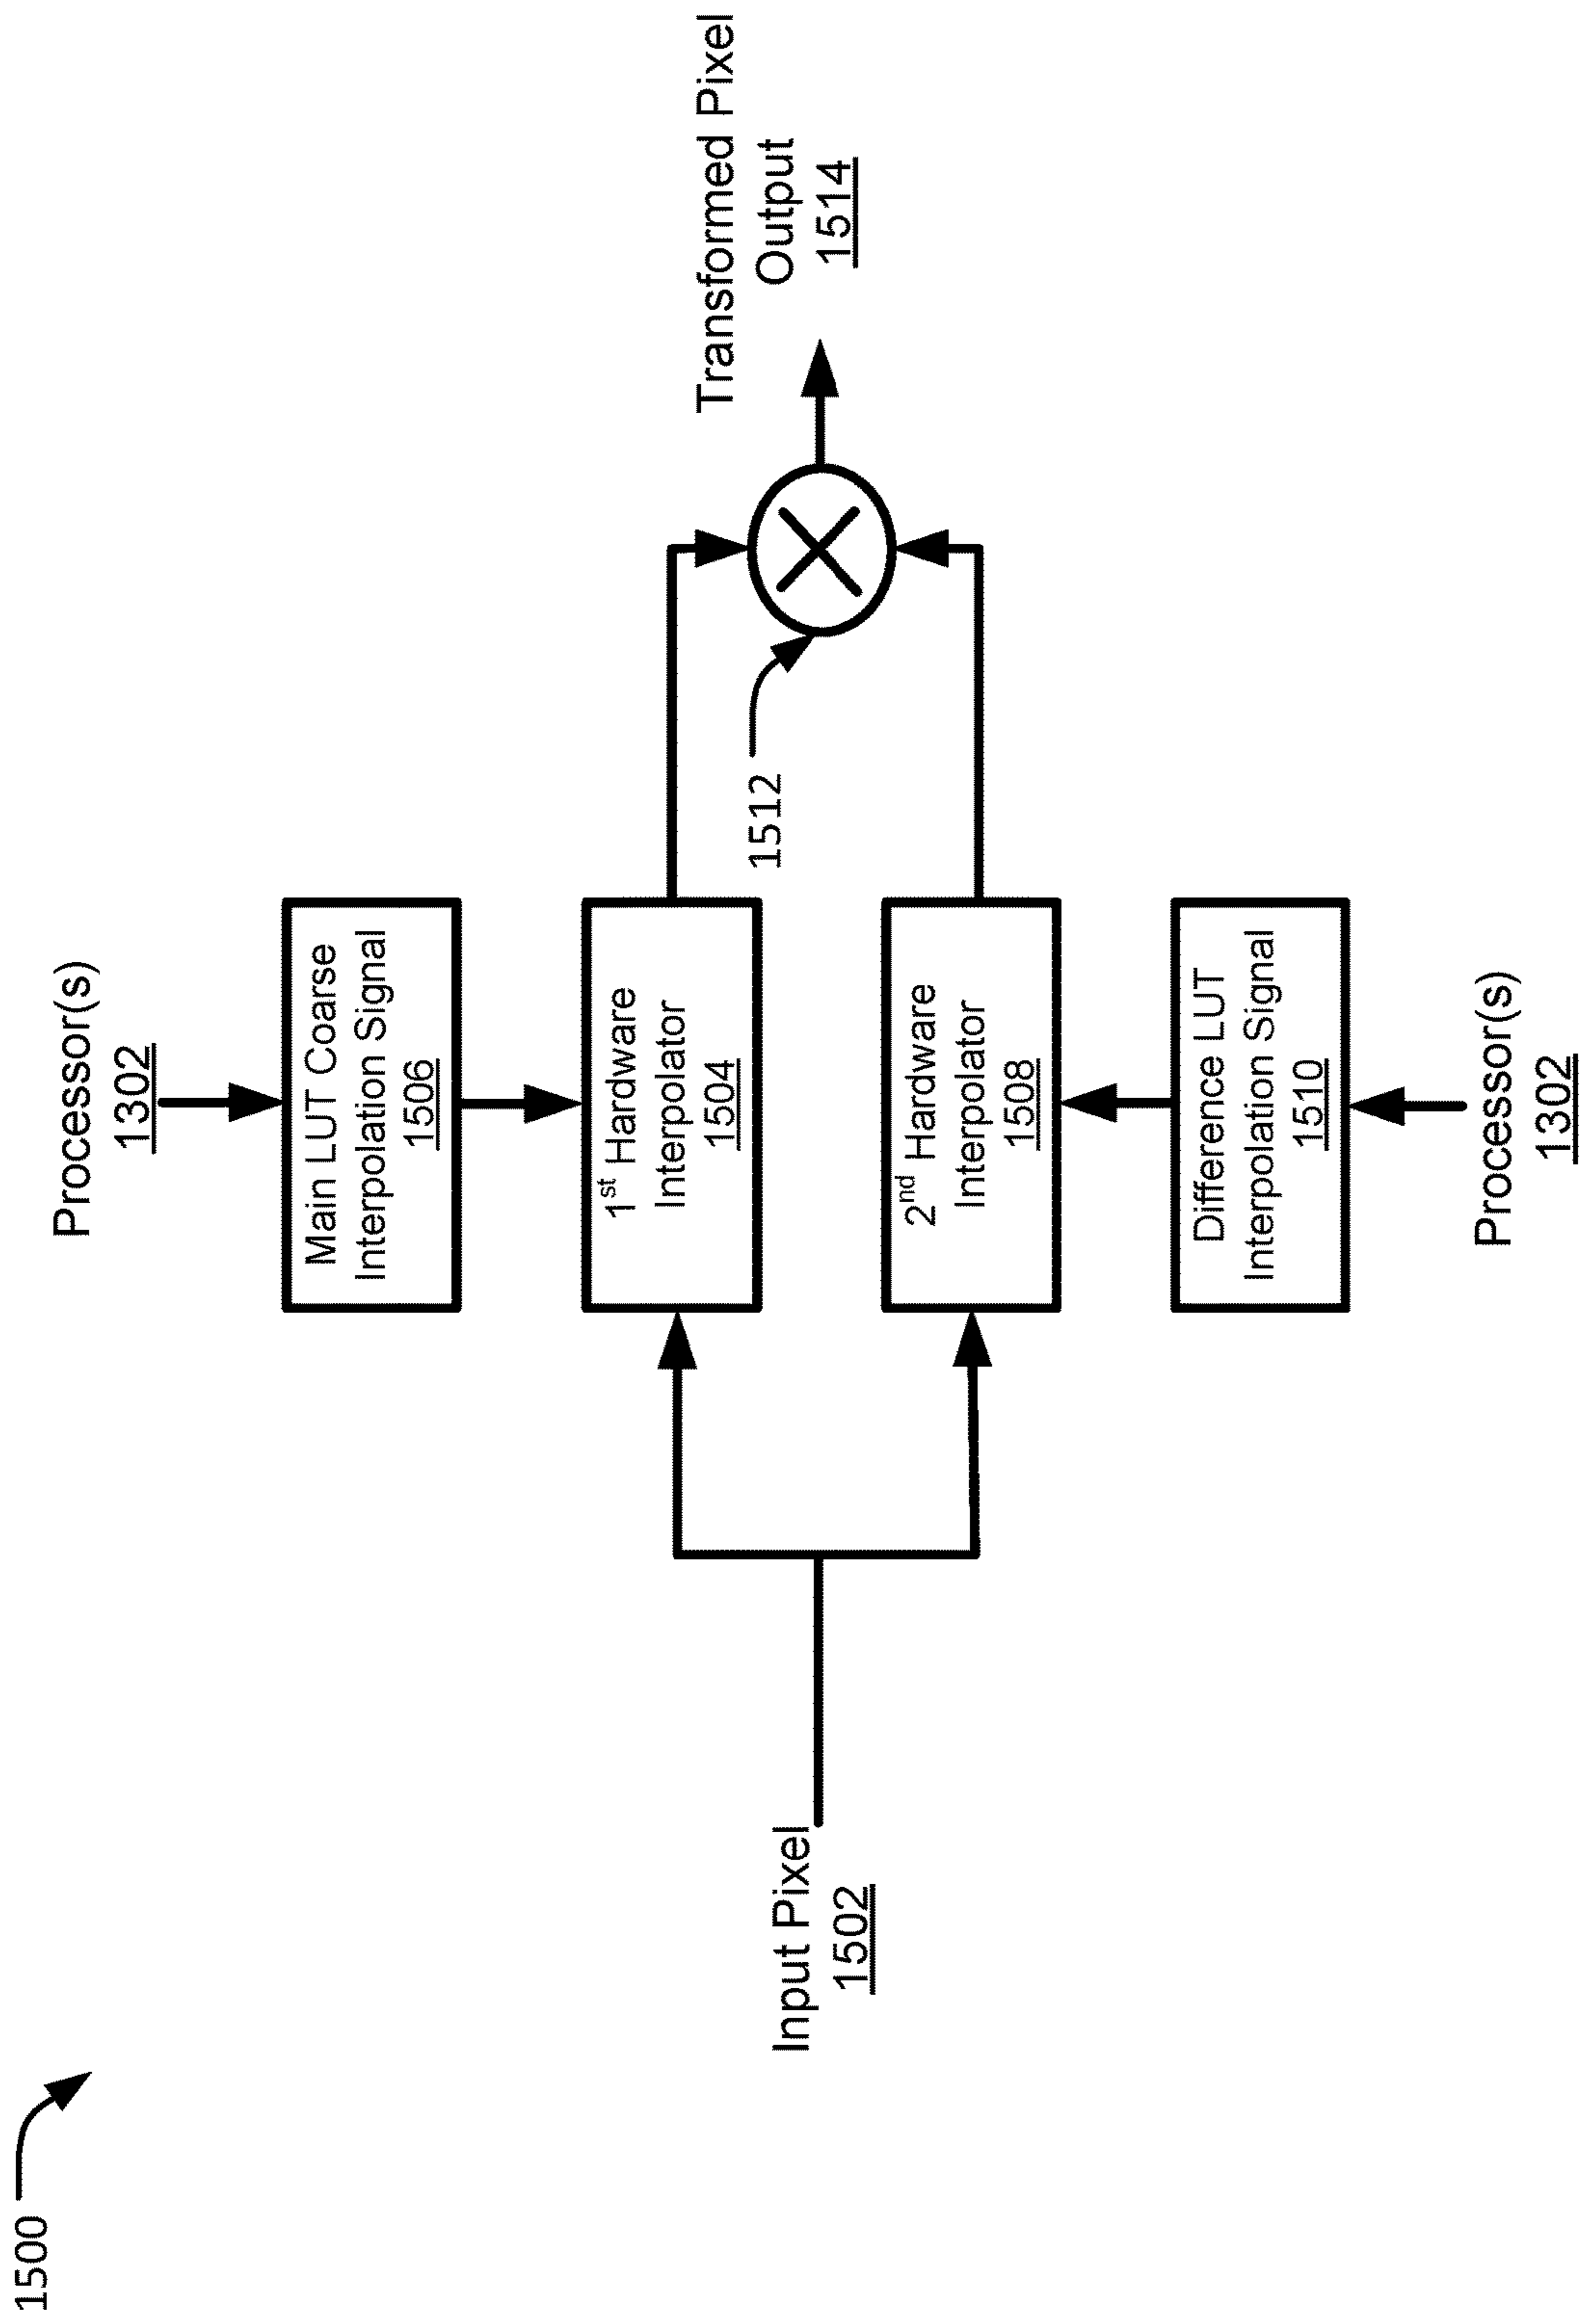 1500
Processor(s)
1302
Main LUT Coarse
Interpolation Signal
1506
1st Hardware
Interpolator
1504
Input Pixel
1502
1512
Transformed Pixel
Output
1514
2nd Hardware
Interpolator
1508
Difference LUT
Interpolation Signal
1510
Processor(s)
1302